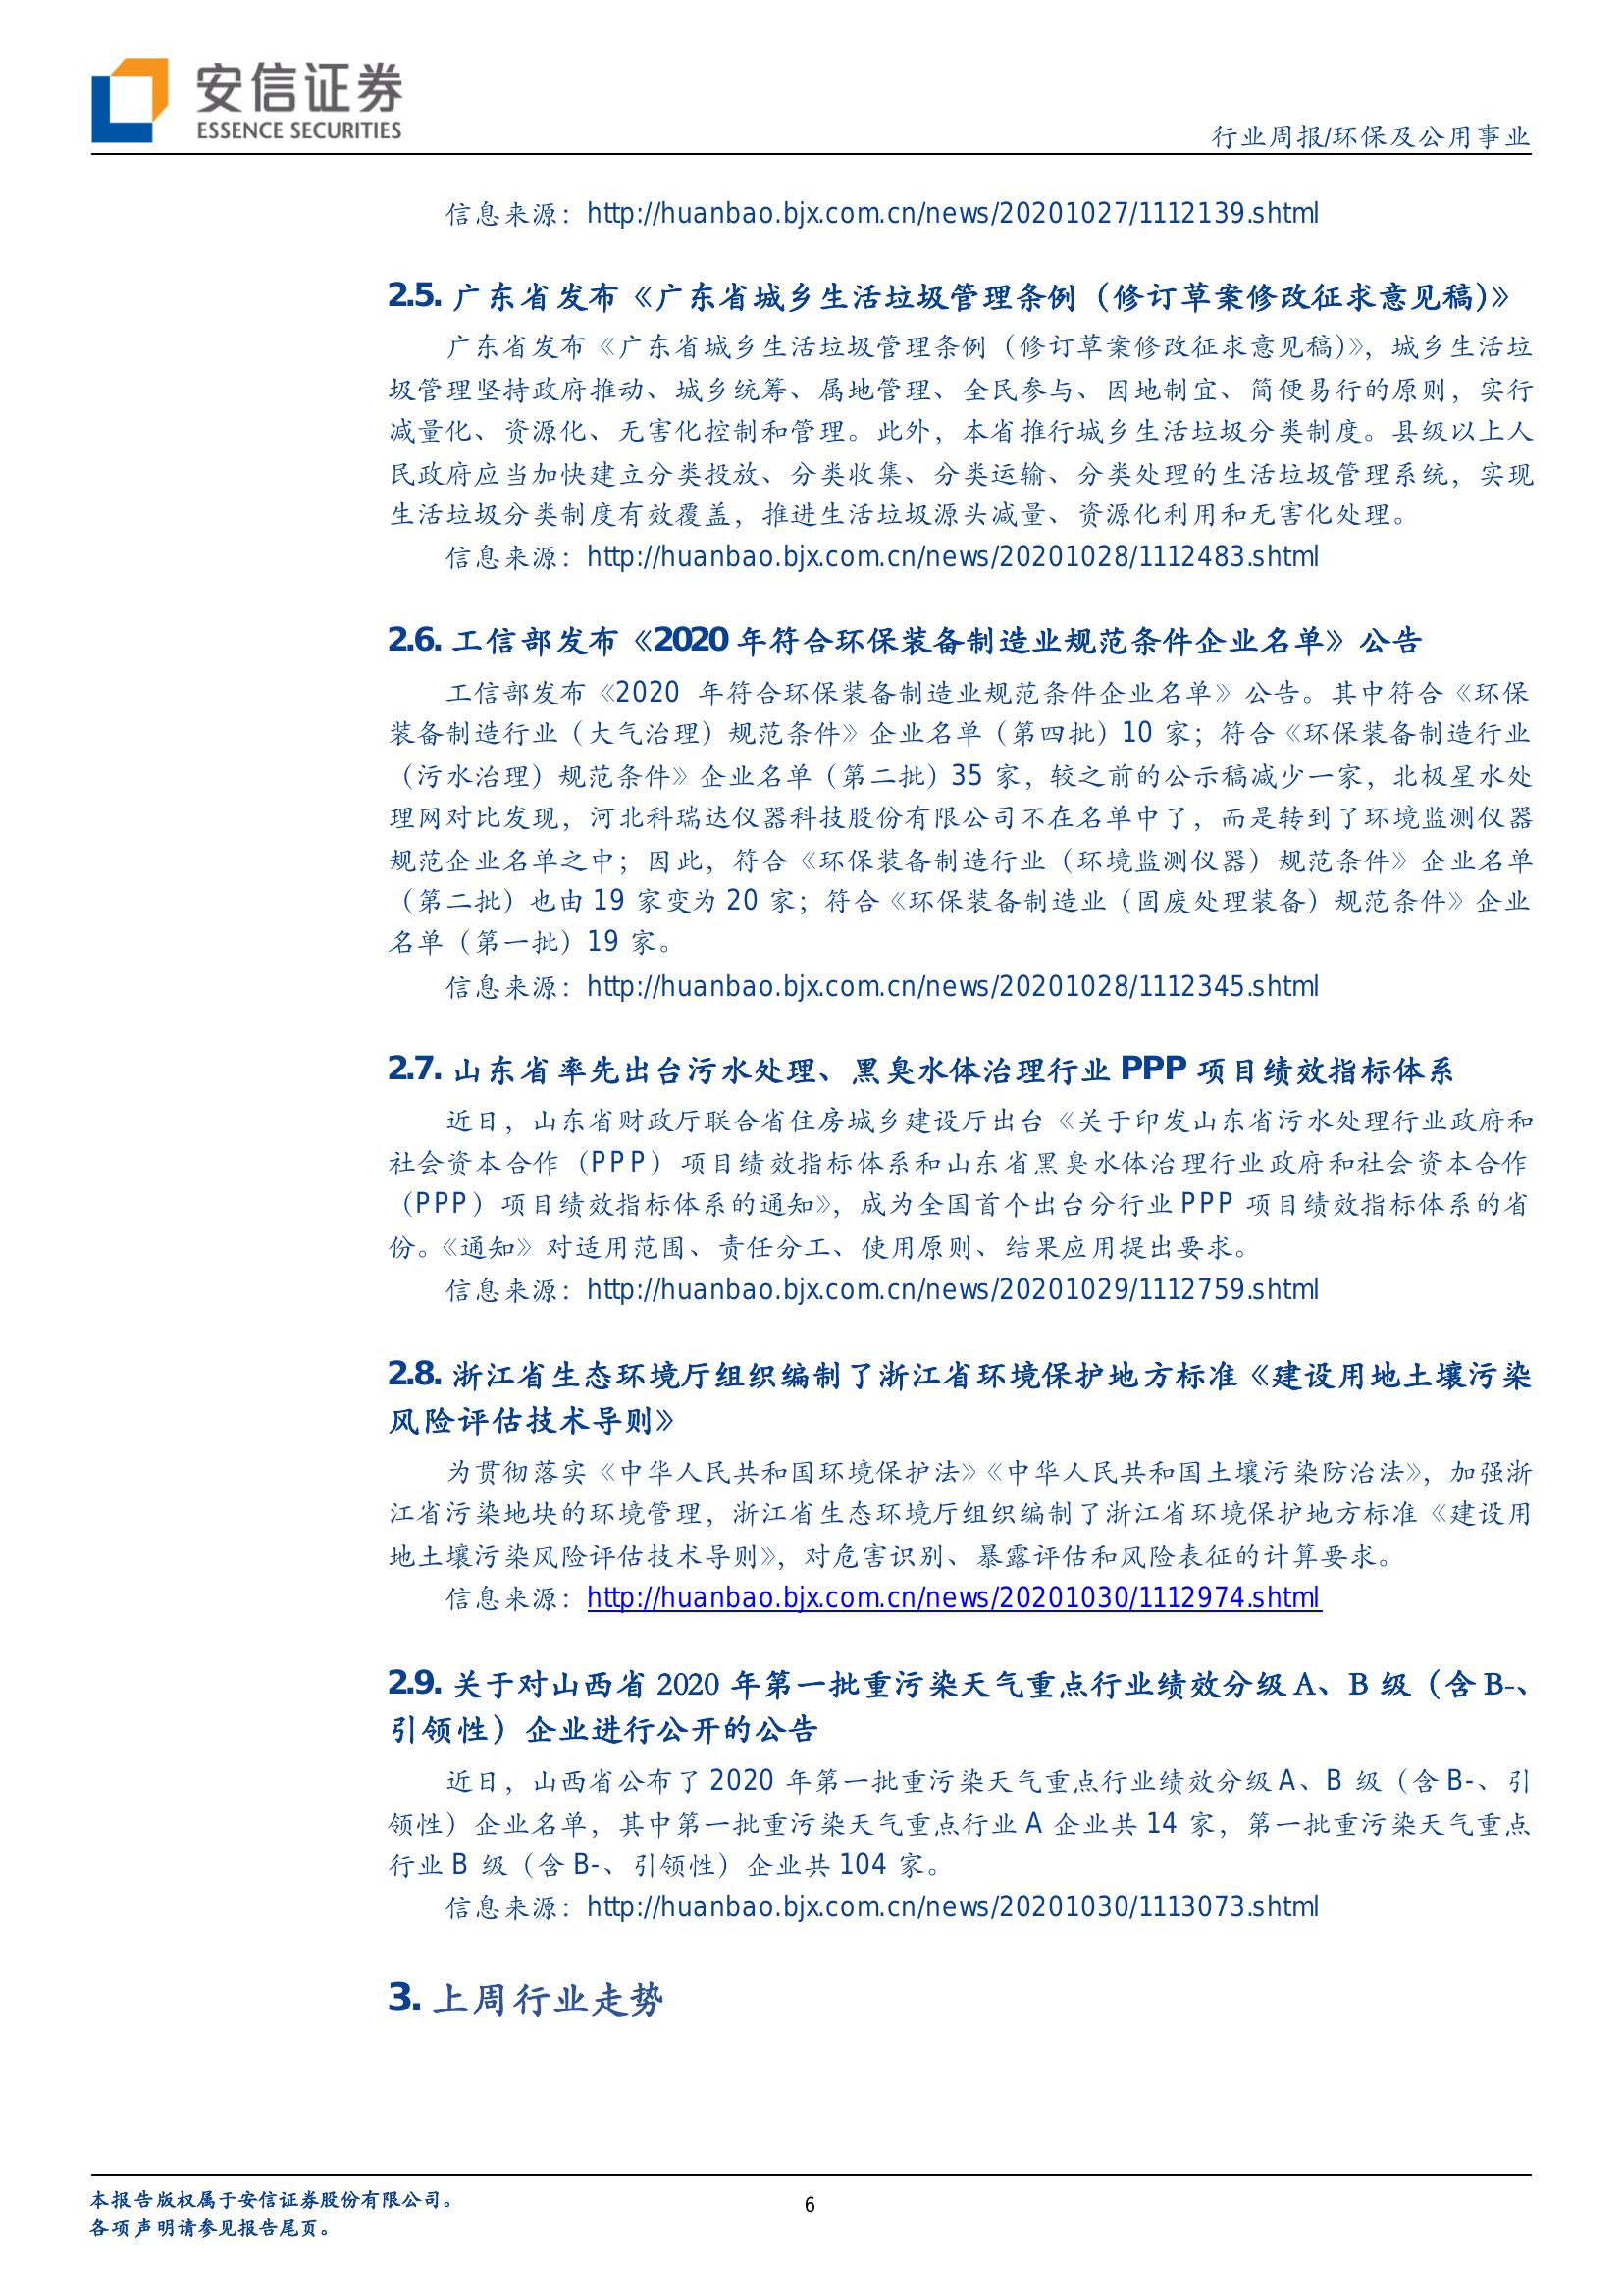 安信证券
ESSENCE SECURITIES
行业周报/环保及公用事业
信息来源：http://huanbao.bjx.com.cn/news/20201027/1112139.shtml
2.5. 广东省发布《广东省城乡生活垃圾管理条例（修订草案修改征求意见稿）》
广东省发布《广东省城乡生活垃圾管理条例（修订草案修改征求意见稿）》，城乡生活垃
圾管理坚持政府推动、城乡统筹、属地管理、全民参与、因地制宜、简便易行的原则，实行
减量化、资源化、无害化控制和管理。此外，本省推行城乡生活垃圾分类制度。县级以上人
民政府应当加快建立分类投放、分类收集、分类运输、分类处理的生活垃圾管理系统，实现
生活垃圾分类制度有效覆盖，推进生活垃圾源头减量、资源化利用和无害化处理。
信息来源：http://huanbao.bjx.com.cn/news/20201028/1112483.shtml
2.6. 工信部发布《2020 年符合环保装备制造业规范条件企业名单》公告
工信部发布《2020 年符合环保装备制造业规范条件企业名单》公告。其中符合《环保
装备制造行业（大气治理）规范条件》企业名单（第四批）10 家；符合《环保装备制造行业
（污水治理）规范条件》企业名单（第二批）35 家，较之前的公示稿减少一家，北极星水处
理网对比发现，河北科瑞达仪器科技股份有限公司不在名单中了，而是转到了环境监测仪器
规范企业名单之中；因此，符合《环保装备制造行业（环境监测仪器）规范条件》企业名单
（第二批）也由 19 家变为 20 家；符合《环保装备制造业（固废处理装备）规范条件》企业
名单（第一批）19 家。
信息来源：http://huanbao.bjx.com.cn/news/20201028/1112345.shtml
2.7. 山东省率先出台污水处理、黑臭水体治理行业 PPP 项目绩效指标体系
近日，山东省财政厅联合省住房城乡建设厅出台《关于印发山东省污水处理行业政府和
社会资本合作（PPP）项目绩效指标体系和山东省黑臭水体治理行业政府和社会资本合作
（PPP）项目绩效指标体系的通知》，成为全国首个出台分行业 PPP 项目绩效指标体系的省
份。《通知》对适用范围、责任分工、使用原则、结果应用提出要求。
信息来源：http://huanbao.bjx.com.cn/news/20201029/1112759.shtml
2.8. 浙江省生态环境厅组织编制了浙江省环境保护地方标准《建设用地土壤污染
风险评估技术导则》
为贯彻落实《中华人民共和国环境保护法》《中华人民共和国土壤污染防治法》，加强浙
江省污染地块的环境管理，浙江省生态环境厅组织编制了浙江省环境保护地方标准《建设用
地土壤污染风险评估技术导则》，对危害识别、暴露评估和风险表征的计算要求。
信息来源：http://huanbao.bjx.com.cn/news/20201030/1112974.shtml
2.9. 关于对山西省 2020 年第一批重污染天气重点行业绩效分级 A、B 级（含 B-、
引领性）企业进行公开的公告
近日，山西省公布了 2020 年第一批重污染天气重点行业绩效分级 A、B 级（含 B-、引
领性）企业名单，其中第一批重污染天气重点行业 A 企业共 14 家，第一批重污染天气重点
行业 B 级（含 B-、引领性）企业共 104 家。
信息来源：http://huanbao.bjx.com.cn/news/20201030/1113073.shtml
3. 上周行业走势
本报告版权属于安信证券股份有限公司。
各项声明请参见报告尾页。
6